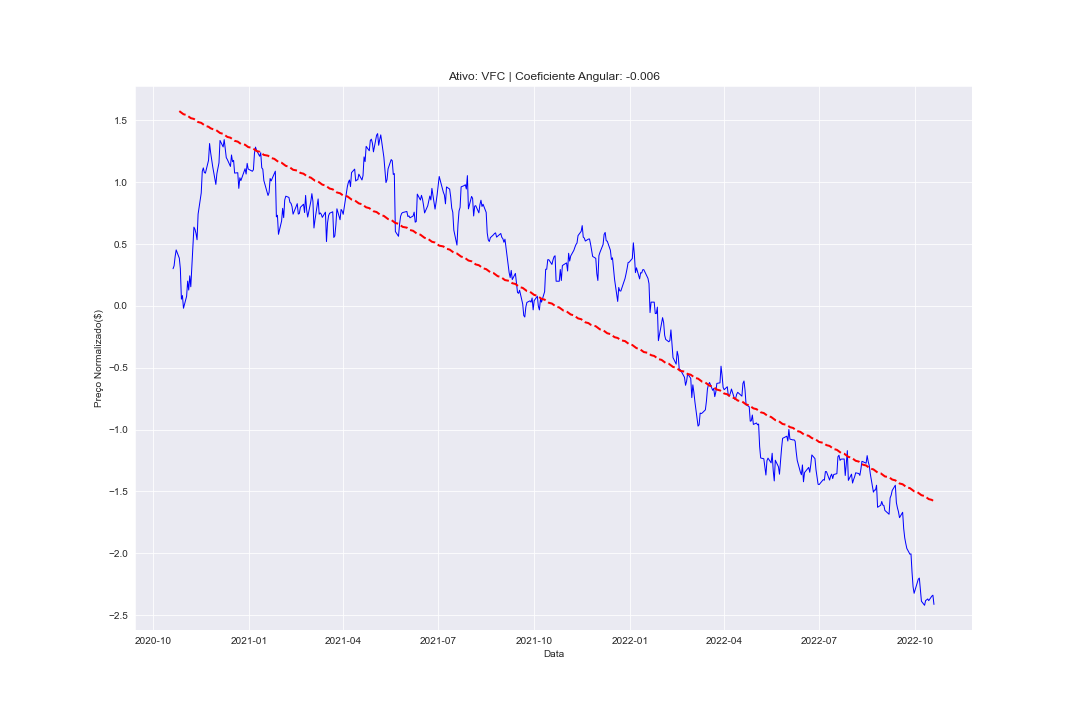 Ativo: VFC | Coeficiente Angular: -0.006
Preço Normalizado($)
1.5
1.0
0.5
0.0
−0.5
−1.0
−1.5
−2.0
−2.5
2020-10 2021-01 2021-04 2021-07 2021-10 2022-01 2022-04 2022-07 2022-10
Data